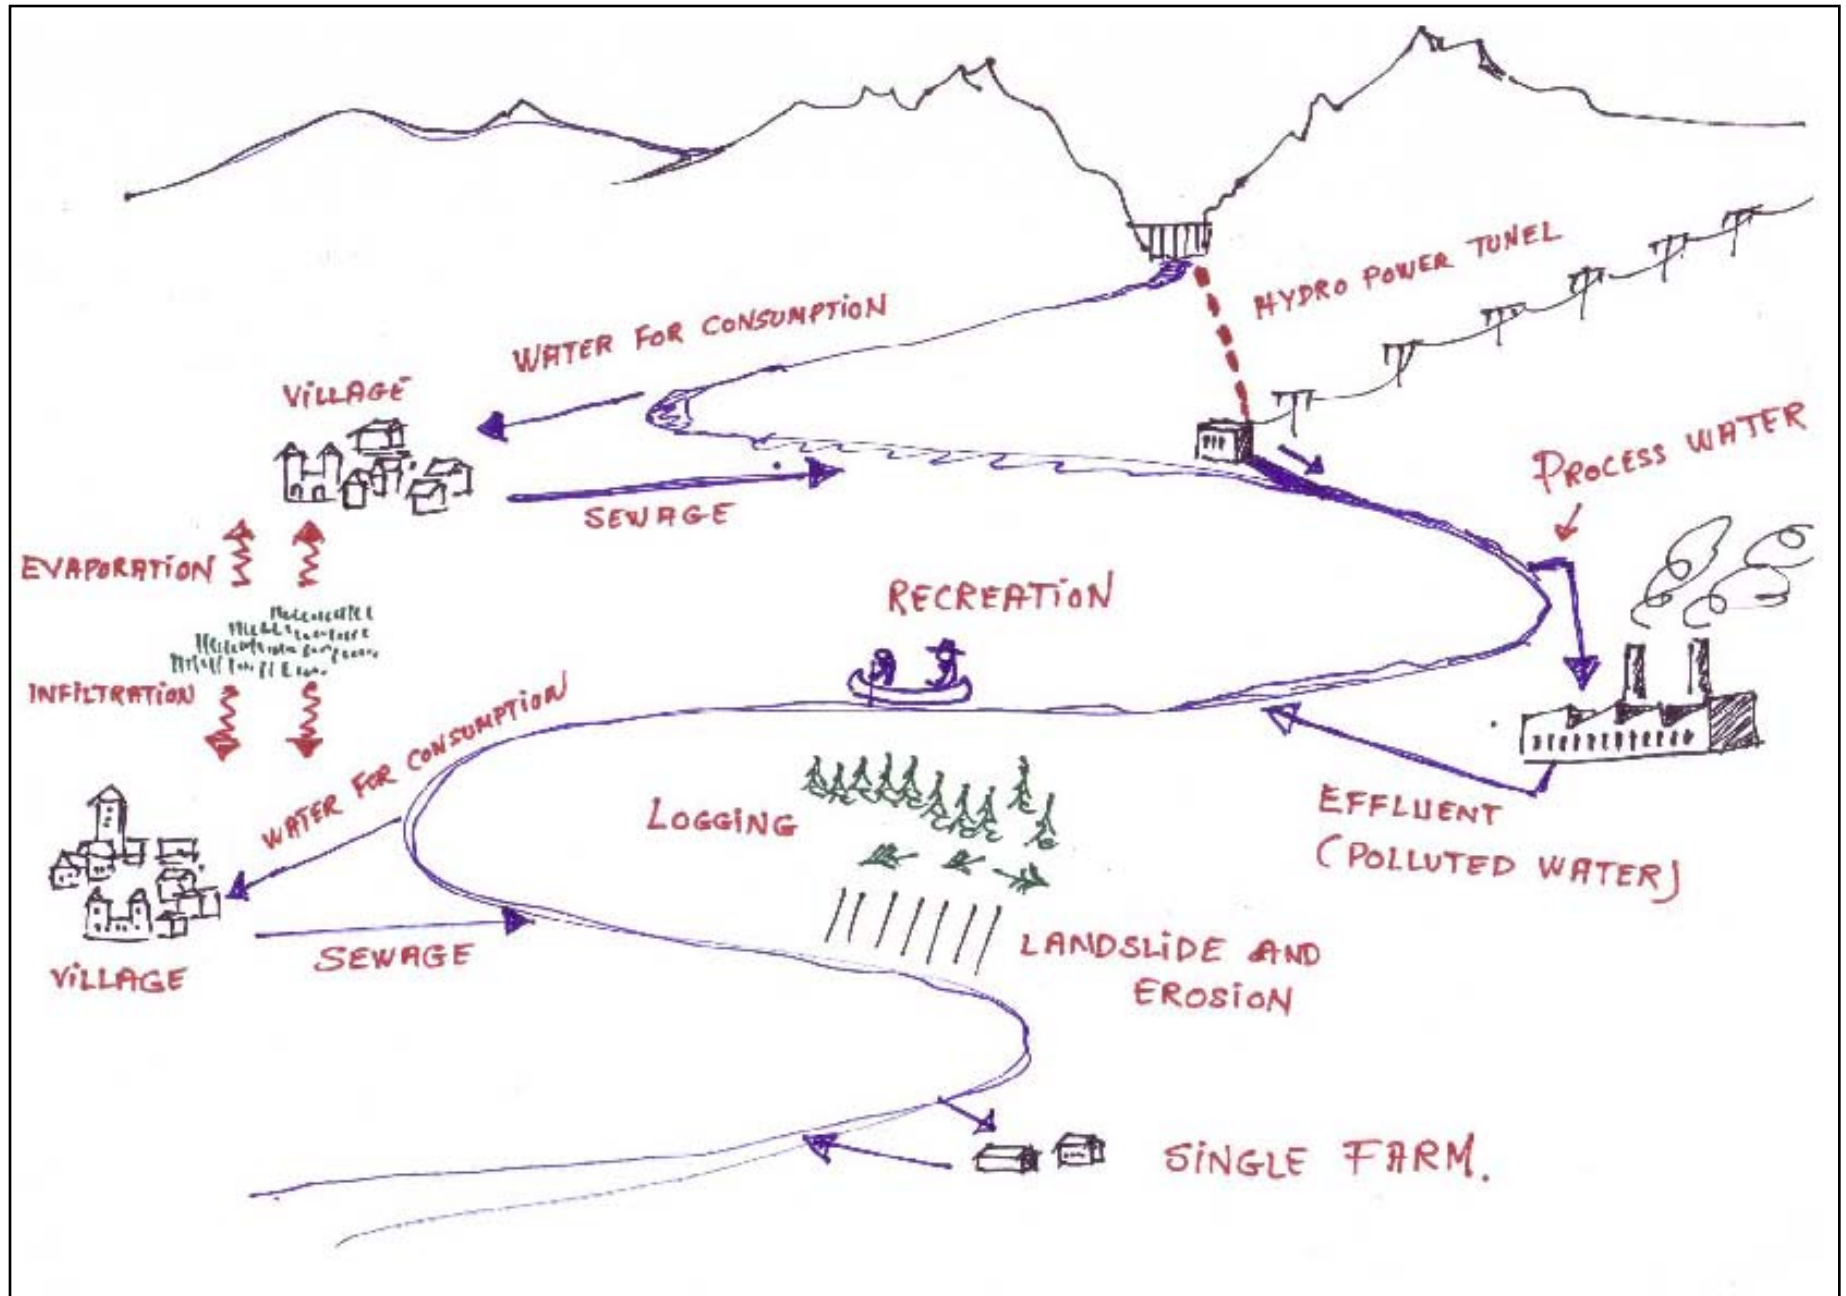 HYDRO POWER TUNEL
WATER FOR CONSUMPTION
VILLAGE
PROCESS WATER
SEWAGE
EVAPORATION
RECREATION
INFILTRATION
WATER FOR CONSUMPTION
LOGGING
EFFLUENT
(POLLUTED WATER)
LANDSLIDE AND
EROSION
SEWAGE
VILLAGE
SINGLE FARM.